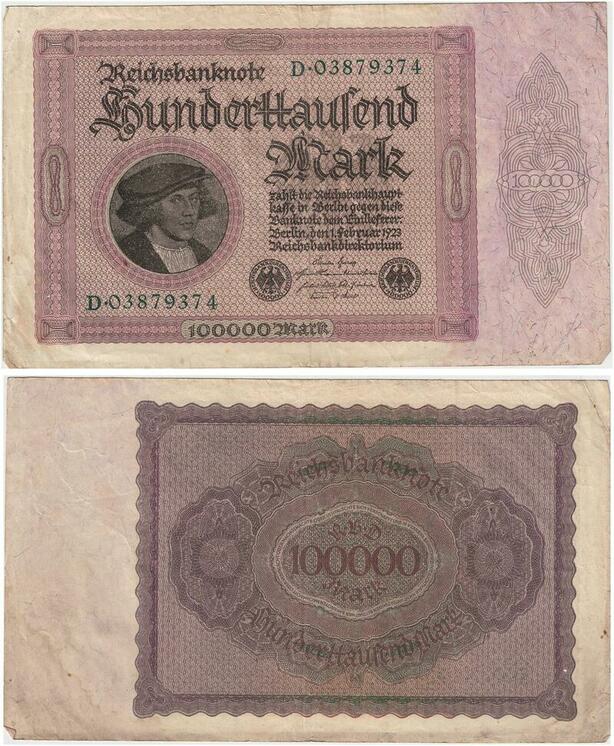 Reichsbanknote D·03879374
Hunderttausend
Mark
zahlt die Reichsbankhaupt-
kasse in Berlin gegen diese
Banknote dem Einlieferer.
Berlin, den 1. Februar 1923
Reichsbankdirektorium
100000
D·03879374
100000 Mark
Reichsbanknote
100000
Mark
Hunderttausend Mark